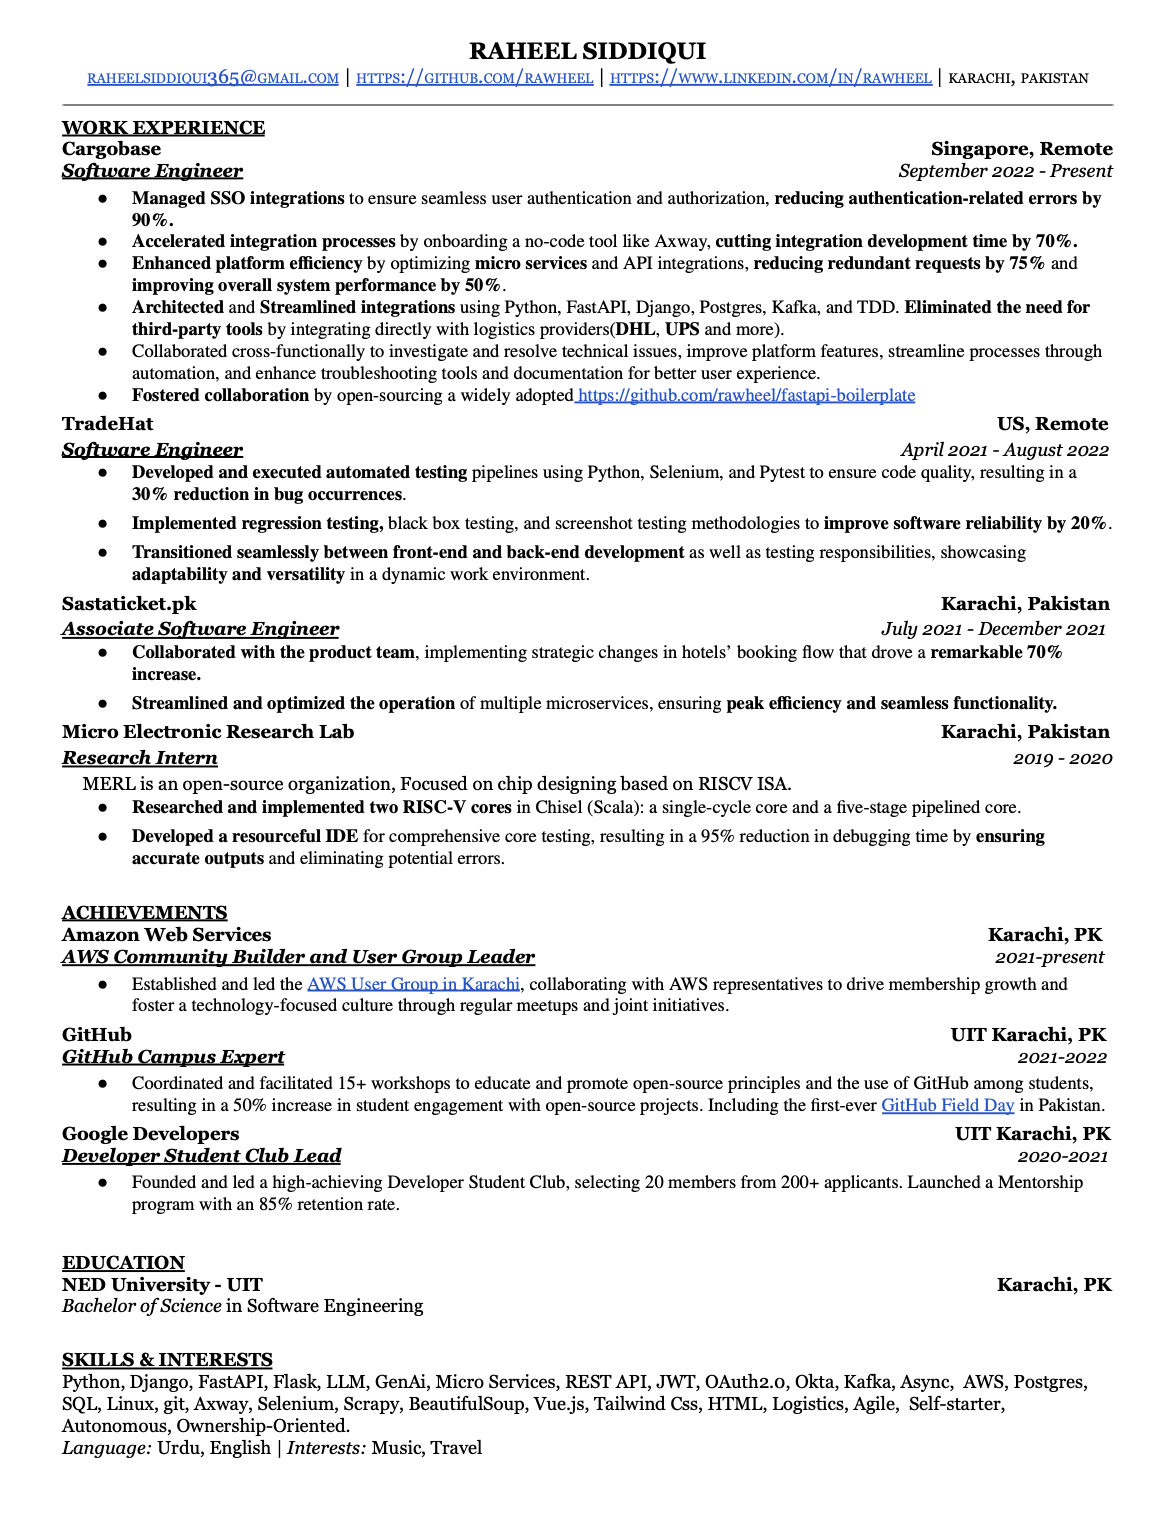 RAHEEL SIDDIQUI
RAHEELSIDDIQUI365@GMAIL.COM | HTTPS://GITHUB.COM/RAWHEEL | HTTPS://WWW.LINKEDIN.COM/IN/RAWHEEL | KARACHI, PAKISTAN
WORK EXPERIENCE
Cargobase Singapore, Remote
Software Engineer September 2022 - Present
● Managed SSO integrations to ensure seamless user authentication and authorization, reducing authentication-related errors by
90%.
● Accelerated integration processes by onboarding a no-code tool like Axway, cutting integration development time by 70%.
● Enhanced platform efficiency by optimizing micro services and API integrations, reducing redundant requests by 75% and
improving overall system performance by 50%.
● Architected and Streamlined integrations using Python, FastAPI, Django, Postgres, Kafka, and TDD. Eliminated the need for
third-party tools by integrating directly with logistics providers(DHL, UPS and more).
● Collaborated cross-functionally to investigate and resolve technical issues, improve platform features, streamline processes through
automation, and enhance troubleshooting tools and documentation for better user experience.
● Fostered collaboration by open-sourcing a widely adopted https://github.com/rawheel/fastapi-boilerplate
TradeHat US, Remote
Software Engineer April 2021 - August 2022
● Developed and executed automated testing pipelines using Python, Selenium, and Pytest to ensure code quality, resulting in a
30% reduction in bug occurrences.
● Implemented regression testing, black box testing, and screenshot testing methodologies to improve software reliability by 20%.
● Transitioned seamlessly between front-end and back-end development as well as testing responsibilities, showcasing
adaptability and versatility in a dynamic work environment.
Sastaticket.pk Karachi, Pakistan
Associate Software Engineer July 2021 - December 2021
● Collaborated with the product team, implementing strategic changes in hotels’ booking flow that drove a remarkable 70%
increase.
● Streamlined and optimized the operation of multiple microservices, ensuring peak efficiency and seamless functionality.
Micro Electronic Research Lab Karachi, Pakistan
Research Intern 2019 - 2020
MERL is an open-source organization, Focused on chip designing based on RISCV ISA.
● Researched and implemented two RISC-V cores in Chisel (Scala): a single-cycle core and a five-stage pipelined core.
● Developed a resourceful IDE for comprehensive core testing, resulting in a 95% reduction in debugging time by ensuring
accurate outputs and eliminating potential errors.
ACHIEVEMENTS
Amazon Web Services Karachi, PK
AWS Community Builder and User Group Leader 2021-present
● Established and led the AWS User Group in Karachi, collaborating with AWS representatives to drive membership growth and
foster a technology-focused culture through regular meetups and joint initiatives.
GitHub UIT Karachi, PK
GitHub Campus Expert 2021-2022
● Coordinated and facilitated 15+ workshops to educate and promote open-source principles and the use of GitHub among students,
resulting in a 50% increase in student engagement with open-source projects. Including the first-ever GitHub Field Day in Pakistan.
Google Developers UIT Karachi, PK
Developer Student Club Lead 2020-2021
● Founded and led a high-achieving Developer Student Club, selecting 20 members from 200+ applicants. Launched a Mentorship
program with an 85% retention rate.
EDUCATION
NED University - UIT Karachi, PK
Bachelor of Science in Software Engineering
SKILLS & INTERESTS
Python, Django, FastAPI, Flask, LLM, GenAi, Micro Services, REST API, JWT, OAuth2.0, Okta, Kafka, Async, AWS, Postgres,
SQL, Linux, git, Axway, Selenium, Scrapy, BeautifulSoup, Vue.js, Tailwind Css, HTML, Logistics, Agile, Self-starter,
Autonomous, Ownership-Oriented.
Language: Urdu, English | Interests: Music, Travel